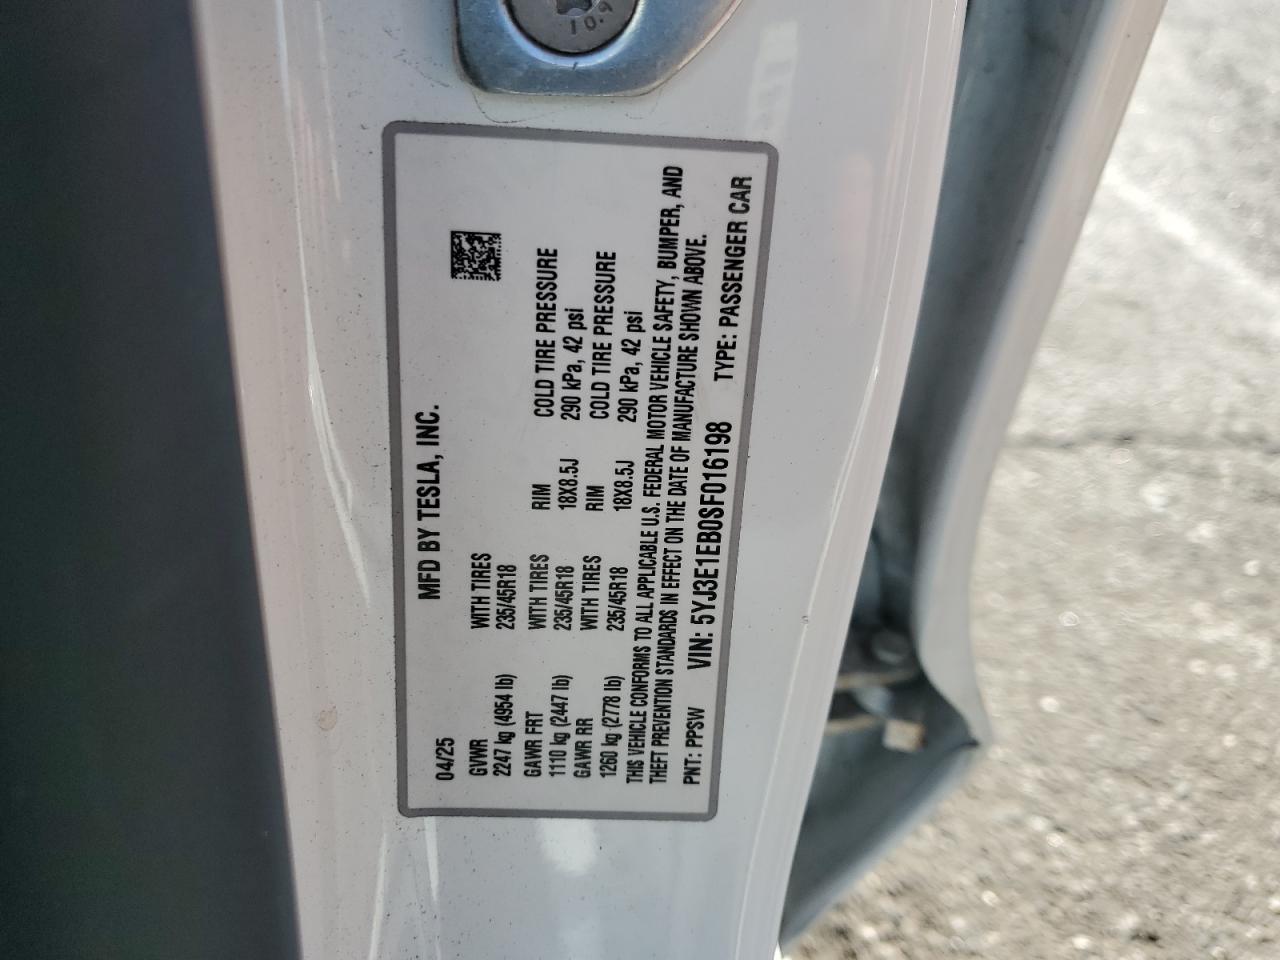 10.9
MFD BY TESLA, INC.
04/25
GVWR WITH TIRES
2247 kg (4954 lb) 235/45R18
GAWR FRT WITH TIRES RIM COLD TIRE PRESSURE
1110 kg (2447 lb) 235/45R18 18X8.5J 290 kPa, 42 psi
GAWR RR WITH TIRES RIM COLD TIRE PRESSURE
1260 kg (2778 lb) 235/45R18 18X8.5J 290 kPa, 42 psi
THIS VEHICLE CONFORMS TO ALL APPLICABLE U.S. FEDERAL MOTOR VEHICLE SAFETY, BUMPER, AND
THEFT PREVENTION STANDARDS IN EFFECT ON THE DATE OF MANUFACTURE SHOWN ABOVE.
PNT: PPSW VIN: 5YJ3E1EB0SF016198 TYPE: PASSENGER CAR